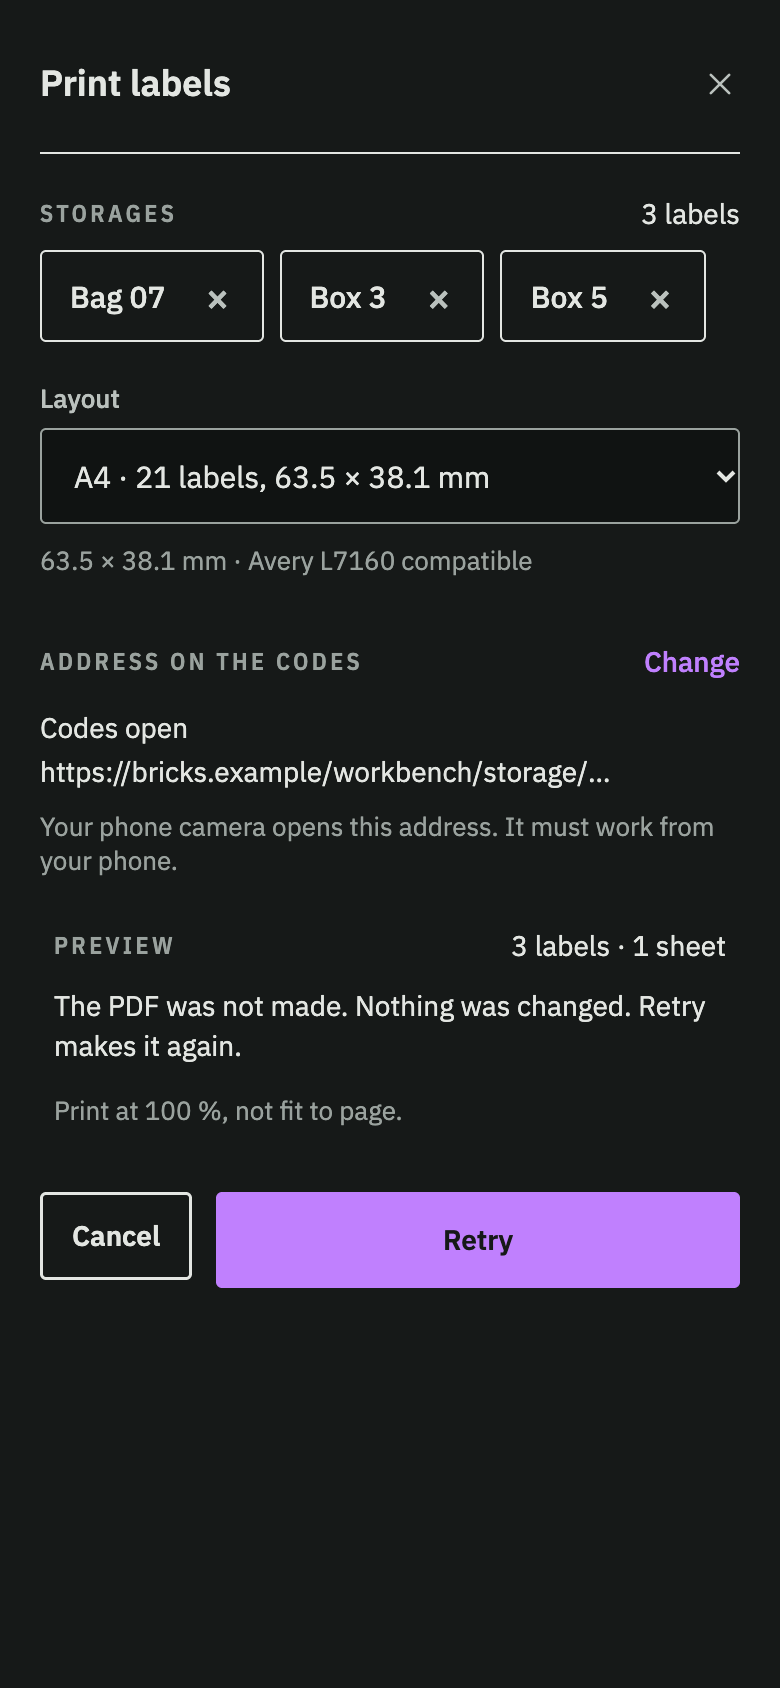 Print labels
STORAGES
3 labels
Bag 07 ×
Box 3 ×
Box 5 ×
Layout
A4 · 21 labels, 63.5 × 38.1 mm
63.5 × 38.1 mm · Avery L7160 compatible
ADDRESS ON THE CODES
Change
Codes open
https://bricks.example/workbench/storage/…
Your phone camera opens this address. It must work from
your phone.
PREVIEW
3 labels · 1 sheet
The PDF was not made. Nothing was changed. Retry
makes it again.
Print at 100 %, not fit to page.
Cancel
Retry